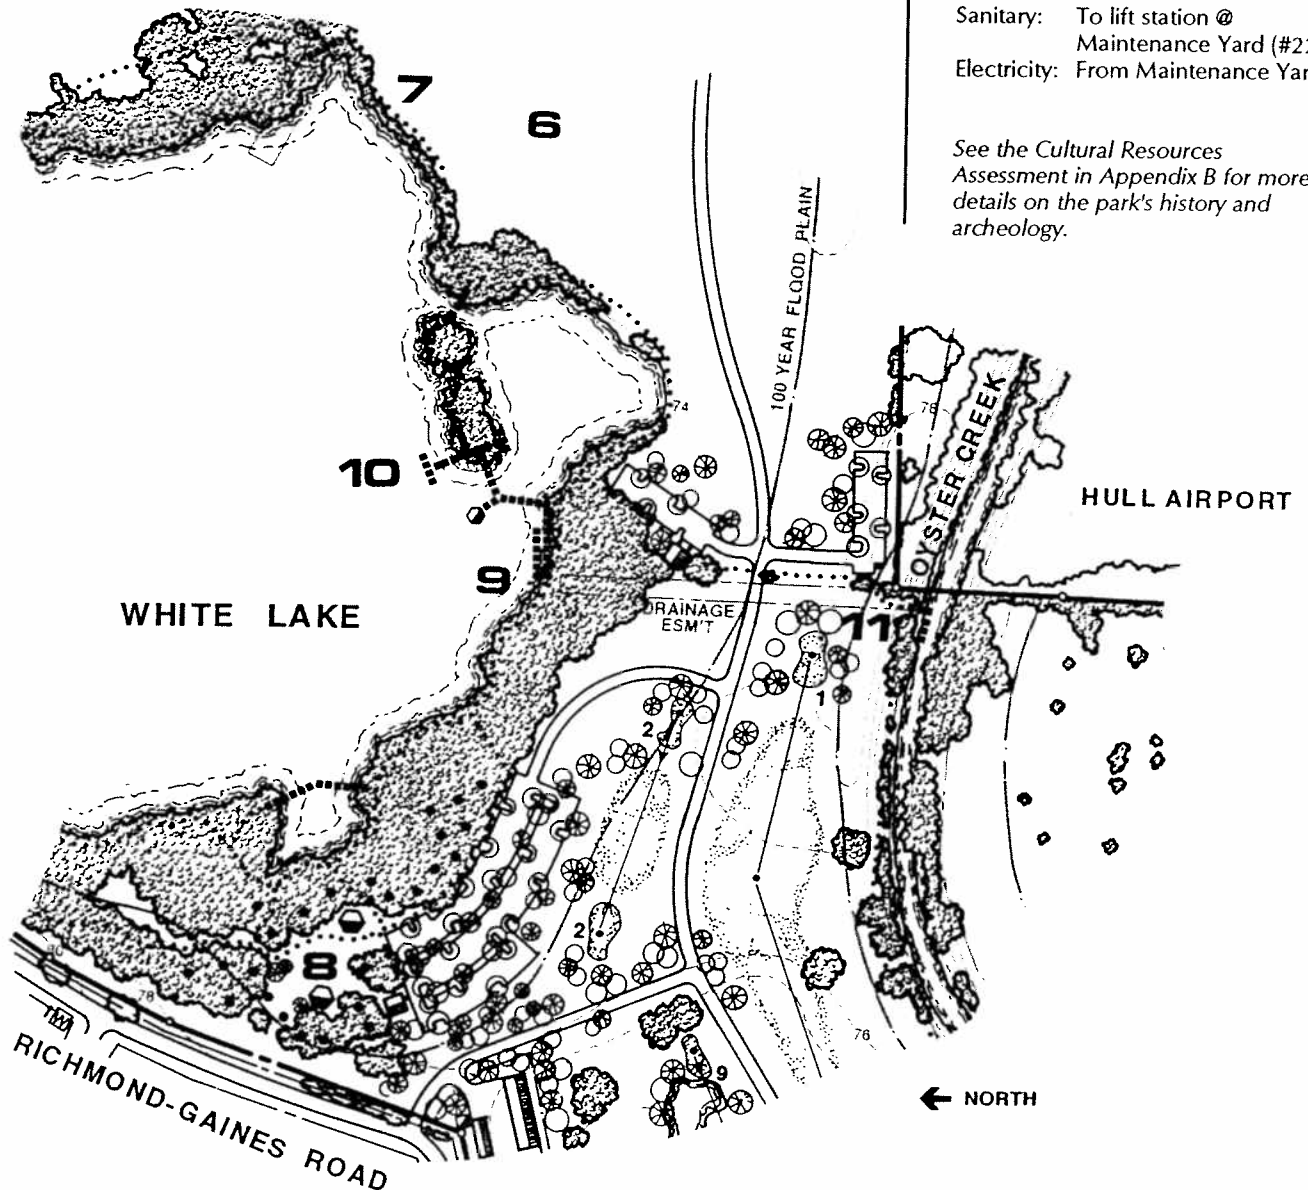 Sanitary: To lift station @
Maintenance Yard (#2
Electricity: From Maintenance Yar
See the Cultural Resources
Assessment in Appendix B for more
details on the park's history and
archeology.
7
6
100 YEAR FLOOD PLAIN
74
78
OYSTER CREEK
10
HULL AIRPORT
9
WHITE LAKE
DRAINAGE
ESM'T
11
1
2
2
8
78
76
9
RICHMOND-GAINES ROAD
NORTH